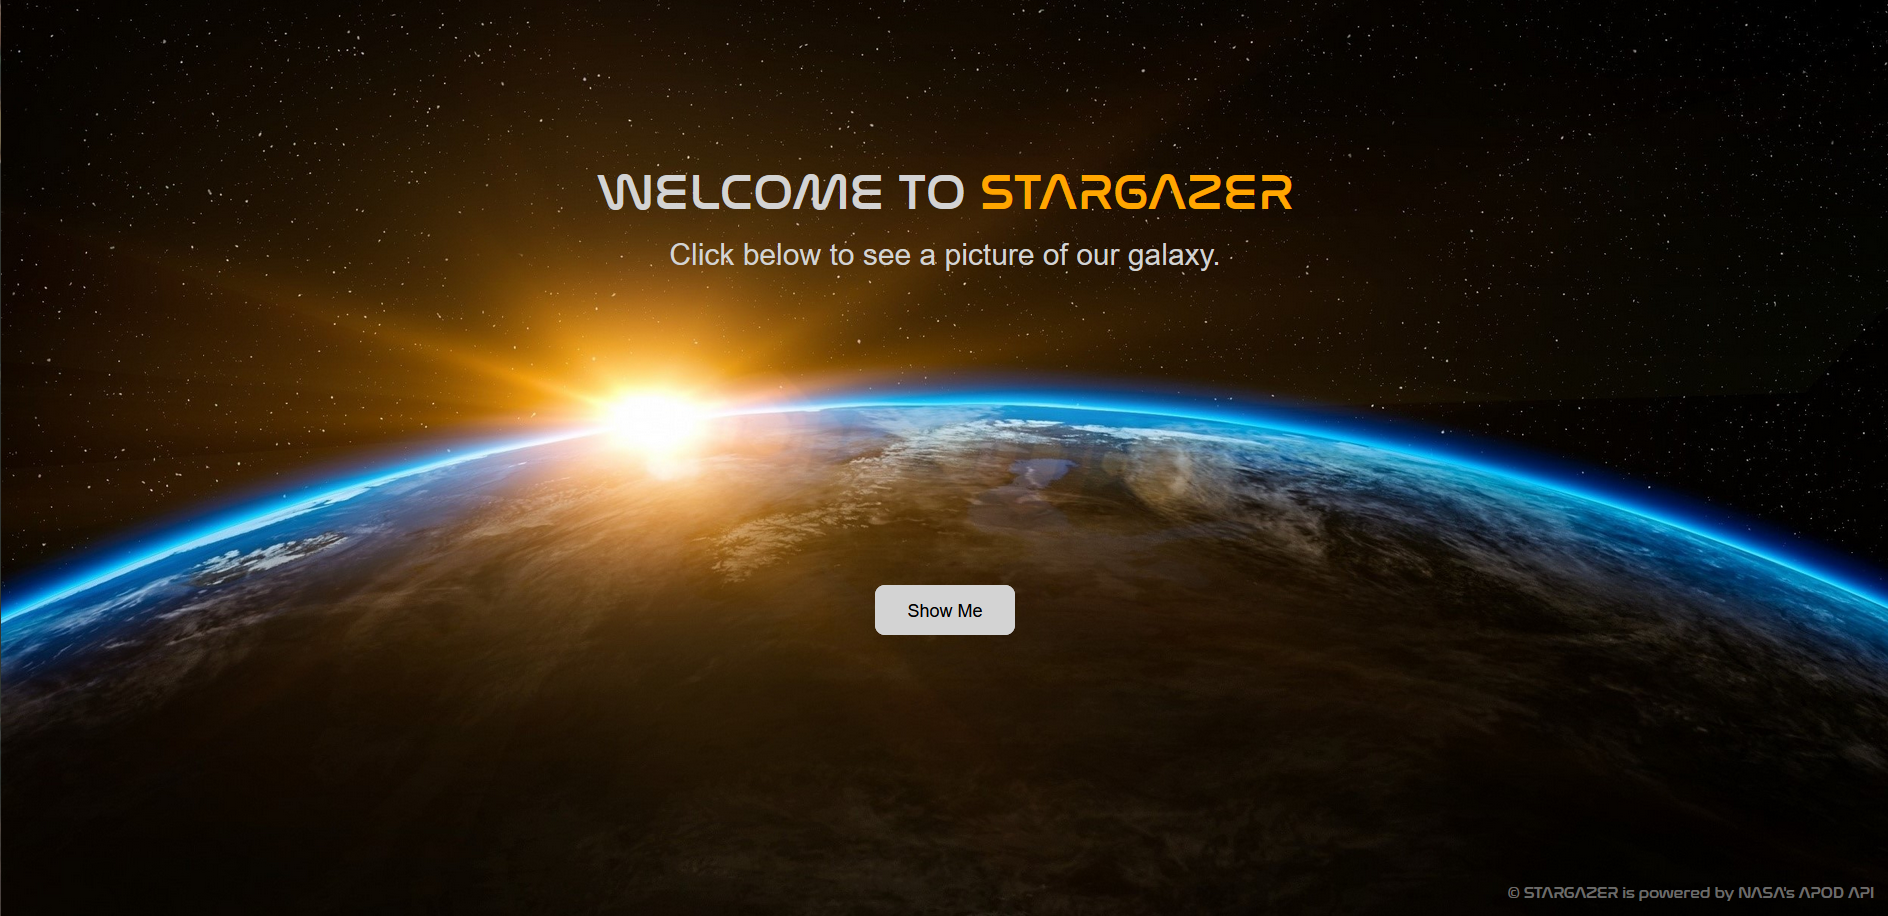 WELCOME TO STARGAZER
Click below to see a picture of our galaxy.
Show Me
© STARGAZER is powered by NASA's APOD API